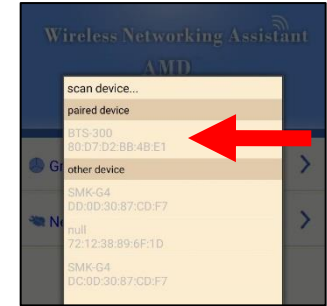 Wireless Networking Assistant
AMD
scan device...
paired device
BTS-300
80:D7:D2:BB:4B:E1
Gr
other device
SMK-G4
DD:0D:30:87:CD:F7
Ne
null
72:12:38:89:6F:1D
SMK-G4
DC:0D:30:87:CD:F7